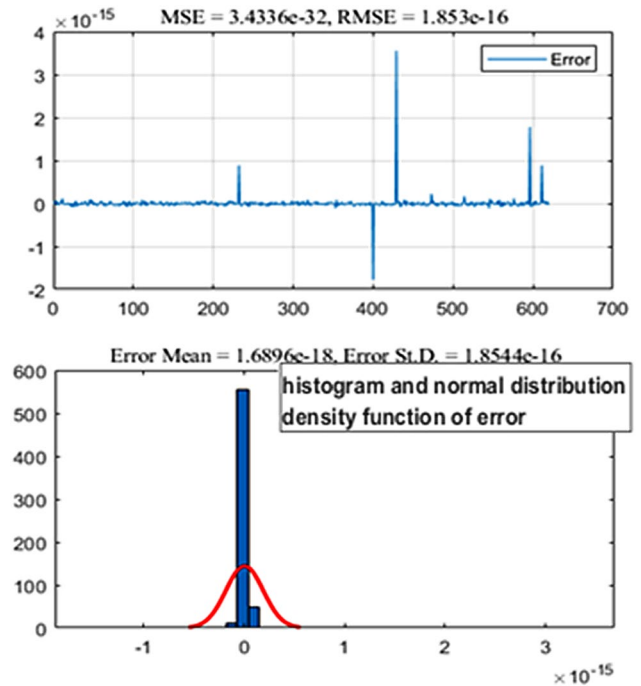 MSE = 3.4336e-32, RMSE = 1.853e-16
×10-15
4
3
2
1
0
-1
-2
Error
0 100 200 300 400 500 600 700
Error Mean = 1.6896e-18, Error St.D. = 1.8544e-16
histogram and normal distribution
density function of error
600
500
400
300
200
100
0
-1 0 1 2 3
×10-15